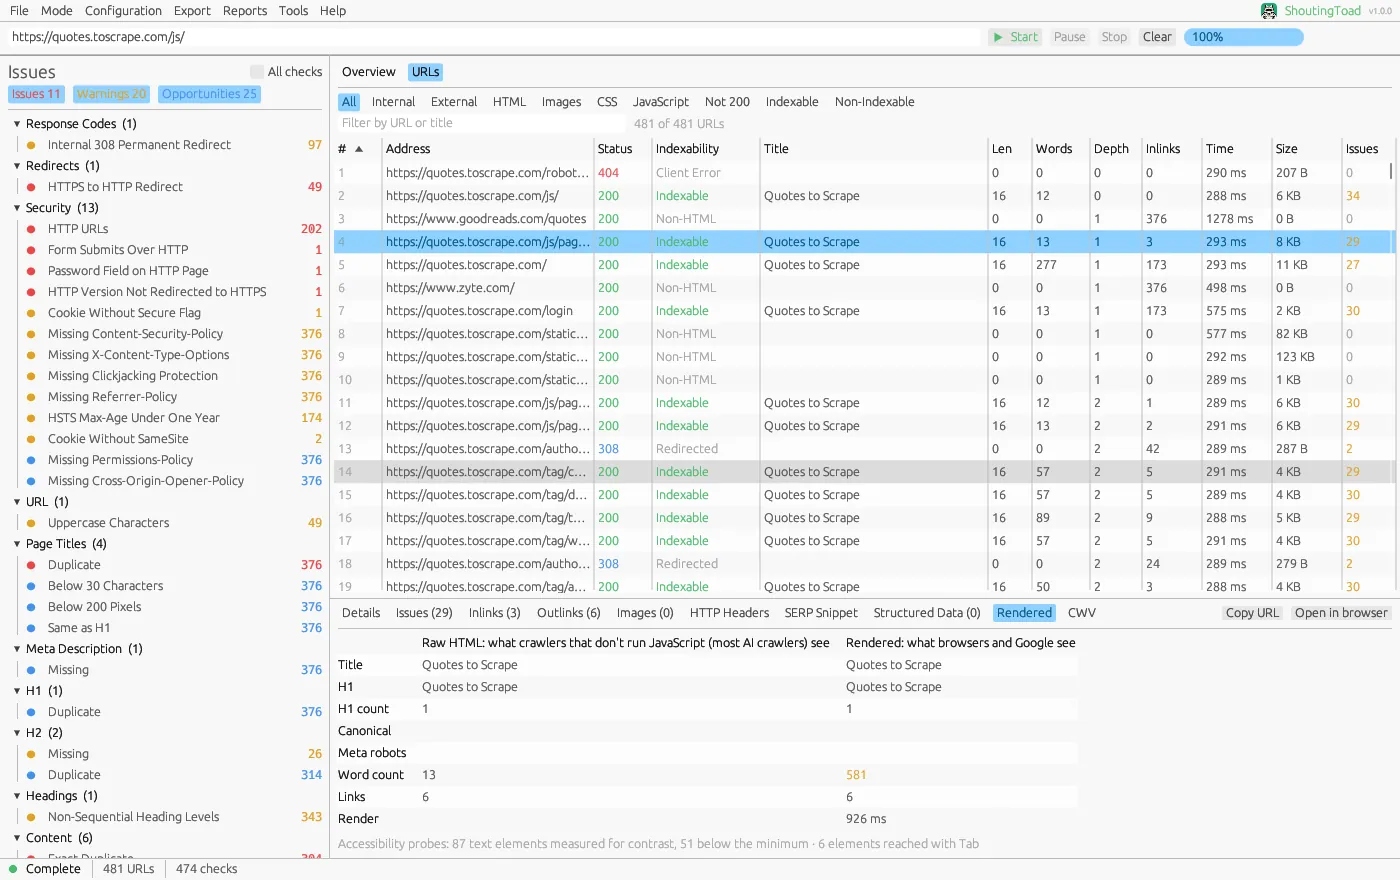 File Mode Configuration Export Reports Tools Help ShoutingToad v1.0.0
https://quotes.toscrape.com/js/ Start Pause Stop Clear 100%
Issues All checks
Issues 11 Warnings 20 Opportunities 25
Response Codes (1)
Internal 308 Permanent Redirect 97
Redirects (1)
HTTPS to HTTP Redirect 49
Security (13)
HTTP URLs 202
Form Submits Over HTTP 1
Password Field on HTTP Page 1
HTTP Version Not Redirected to HTTPS 1
Cookie Without Secure Flag 1
Missing Content-Security-Policy 376
Missing X-Content-Type-Options 376
Missing Clickjacking Protection 376
Missing Referrer-Policy 376
HSTS Max-Age Under One Year 174
Cookie Without SameSite 2
Missing Permissions-Policy 376
Missing Cross-Origin-Opener-Policy 376
URL (1)
Uppercase Characters 49
Page Titles (4)
Duplicate 376
Below 30 Characters 376
Below 200 Pixels 376
Same as H1 376
Meta Description (1)
Missing 376
H1 (1)
Duplicate 376
H2 (2)
Missing 26
Duplicate 314
Headings (1)
Non-Sequential Heading Levels 343
Content (6)
Exact Duplicate 304
Overview URLs
All Internal External HTML Images CSS JavaScript Not 200 Indexable Non-Indexable
Filter by URL or title 481 of 481 URLs
# Address Status Indexability Title Len Words Depth Inlinks Time Size Issues
1 https://quotes.toscrape.com/robot... 404 Client Error 0 0 0 0 290 ms 207 B 0
2 https://quotes.toscrape.com/js/ 200 Indexable Quotes to Scrape 16 12 0 0 288 ms 6 KB 34
3 https://www.goodreads.com/quotes 200 Non-HTML 0 0 1 376 1278 ms 0 B 0
4 https://quotes.toscrape.com/js/pag... 200 Indexable Quotes to Scrape 16 13 1 3 293 ms 8 KB 29
5 https://quotes.toscrape.com/ 200 Indexable Quotes to Scrape 16 277 1 173 293 ms 11 KB 27
6 https://www.zyte.com/ 200 Non-HTML 0 0 1 376 498 ms 0 B 0
7 https://quotes.toscrape.com/login 200 Indexable Quotes to Scrape 16 13 1 173 575 ms 2 KB 30
8 https://quotes.toscrape.com/static... 200 Non-HTML 0 0 1 0 577 ms 82 KB 0
9 https://quotes.toscrape.com/static... 200 Non-HTML 0 0 1 0 292 ms 123 KB 0
10 https://quotes.toscrape.com/static... 200 Non-HTML 0 0 1 0 289 ms 1 KB 0
11 https://quotes.toscrape.com/js/pag... 200 Indexable Quotes to Scrape 16 12 2 1 289 ms 6 KB 30
12 https://quotes.toscrape.com/js/pag... 200 Indexable Quotes to Scrape 16 13 2 2 291 ms 6 KB 29
13 https://quotes.toscrape.com/autho... 308 Redirected 0 0 2 42 289 ms 287 B 2
14 https://quotes.toscrape.com/tag/c... 200 Indexable Quotes to Scrape 16 57 2 5 291 ms 4 KB 29
15 https://quotes.toscrape.com/tag/d... 200 Indexable Quotes to Scrape 16 57 2 5 289 ms 4 KB 30
16 https://quotes.toscrape.com/tag/t... 200 Indexable Quotes to Scrape 16 89 2 9 288 ms 5 KB 29
17 https://quotes.toscrape.com/tag/w... 200 Indexable Quotes to Scrape 16 57 2 5 291 ms 4 KB 30
18 https://quotes.toscrape.com/autho... 308 Redirected 0 0 2 24 289 ms 279 B 2
19 https://quotes.toscrape.com/tag/a... 200 Indexable Quotes to Scrape 16 50 2 3 288 ms 4 KB 30
Details Issues (29) Inlinks (3) Outlinks (6) Images (0) HTTP Headers SERP Snippet Structured Data (0) Rendered CWV Copy URL Open in browser
Raw HTML: what crawlers that don't run JavaScript (most AI crawlers) see Rendered: what browsers and Google see
Title Quotes to Scrape Quotes to Scrape
H1 Quotes to Scrape Quotes to Scrape
H1 count 1 1
Canonical
Meta robots
Word count 13 581
Links 6 6
Render 926 ms
Accessibility probes: 87 text elements measured for contrast, 51 below the minimum · 6 elements reached with Tab
Complete 481 URLs 474 checks